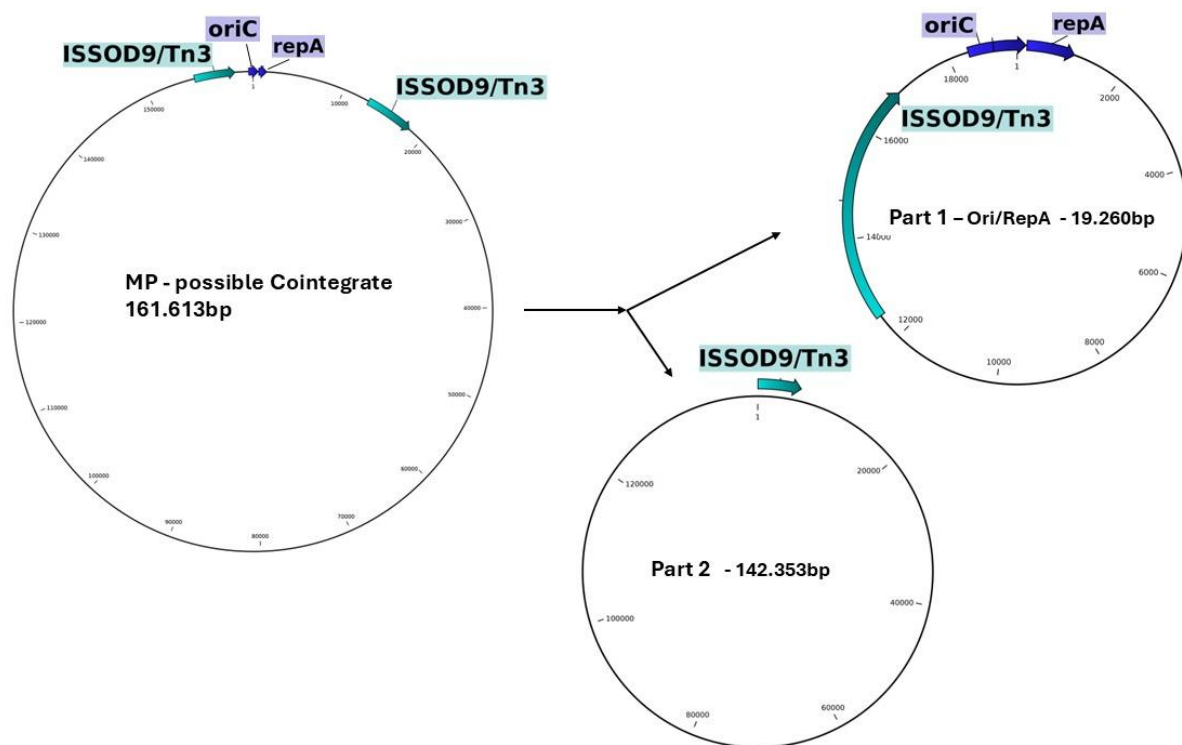 oriC
repA
ISSOD9/Tn3
ISSOD9/Tn3
1
10000
20000
30000
40000
50000
60000
70000
80000
90000
100000
110000
120000
130000
140000
150000
MP - possible Cointegrate
161.613bp
oriC
repA
ISSOD9/Tn3
1
2000
4000
6000
8000
10000
12000
14000
16000
18000
Part 1 – Ori/RepA - 19.260bp
ISSOD9/Tn3
1
20000
40000
60000
80000
100000
120000
Part 2 - 142.353bp